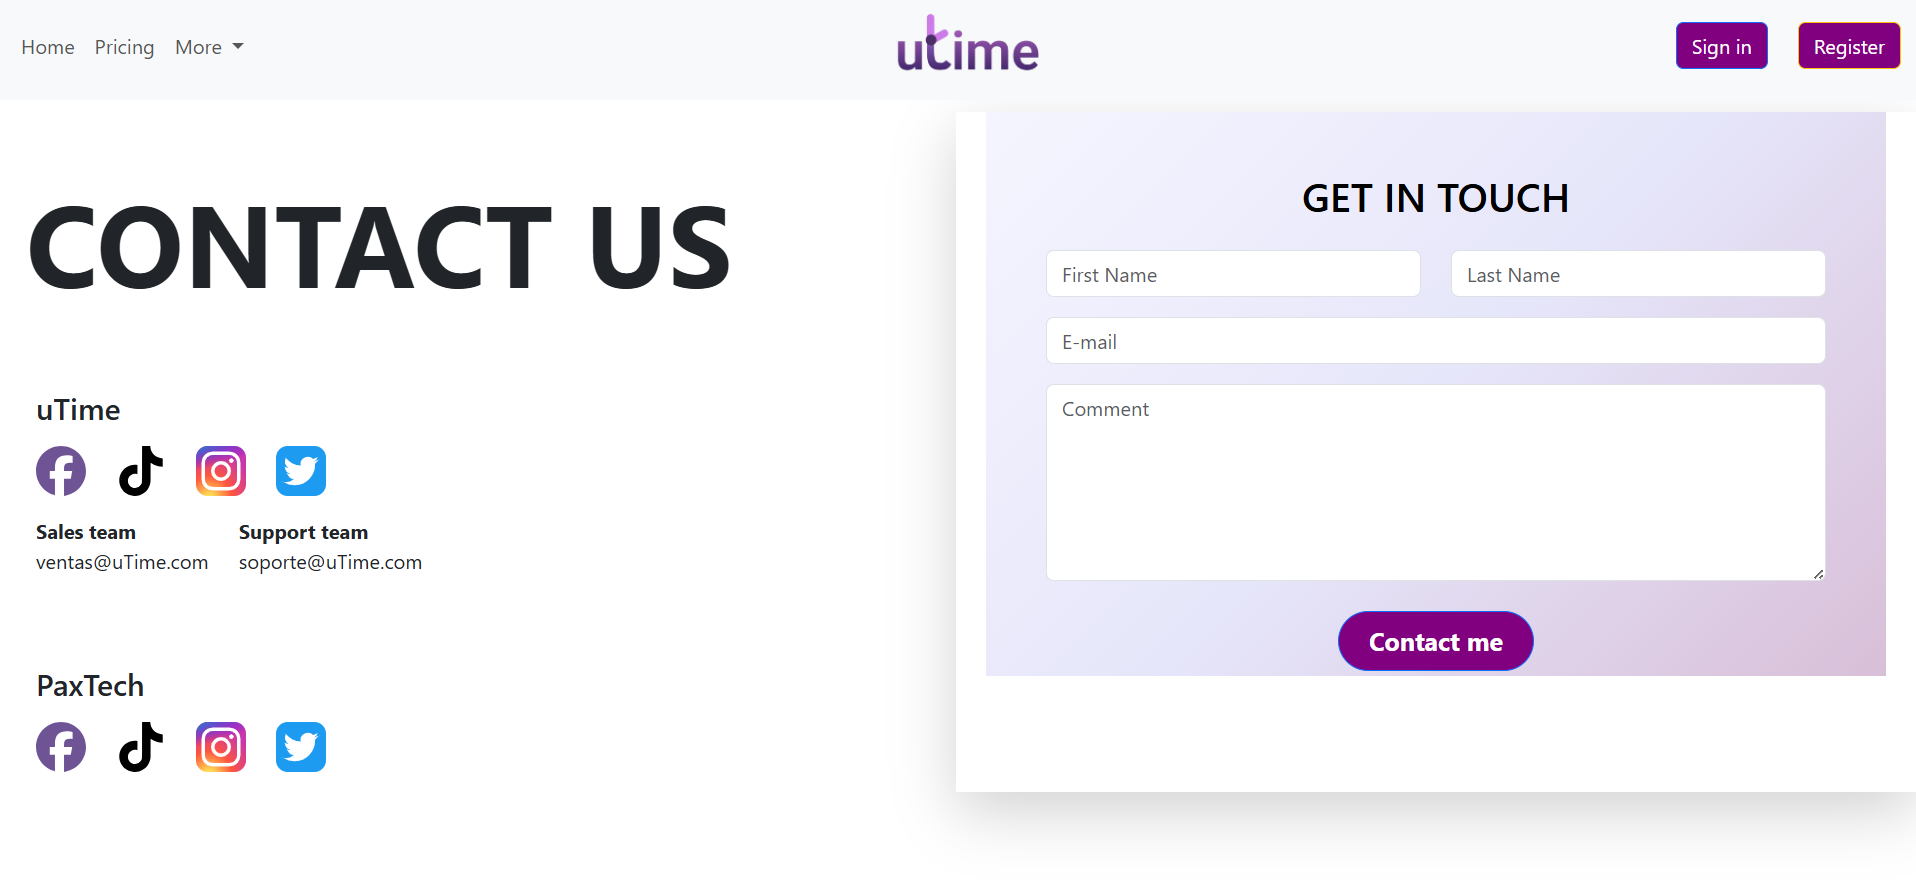 Home Pricing More
utime
Sign in Register
CONTACT US
uTime
Sales team Support team
ventas@uTime.com soporte@uTime.com
PaxTech
GET IN TOUCH
First Name Last Name
E-mail
Comment
Contact me